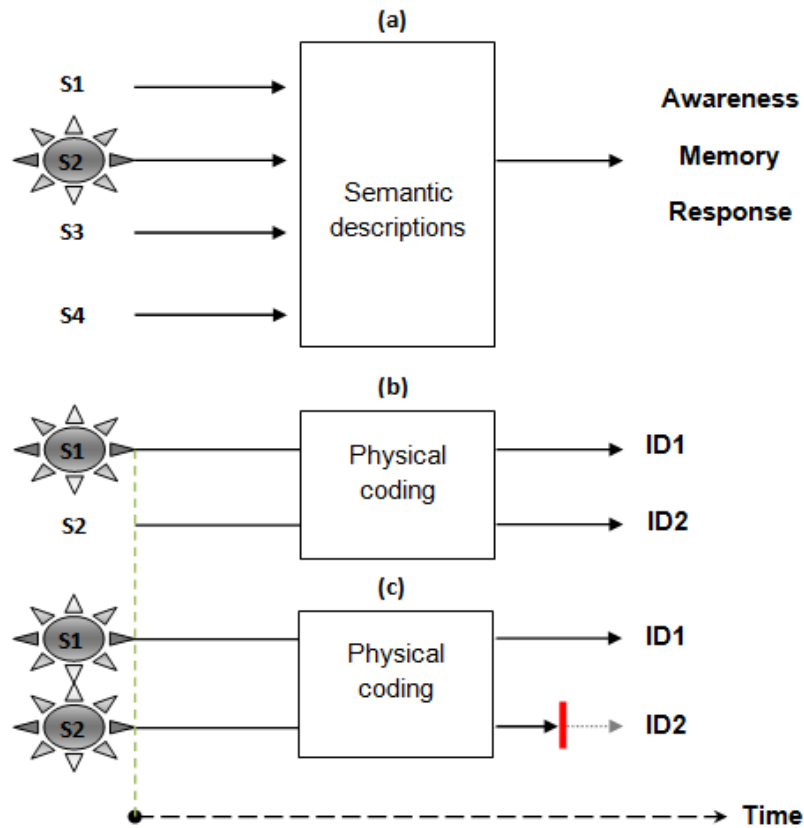 (a)
S1
S2
S3
S4
Semantic
descriptions
Awareness
Memory
Response
(b)
S1
S2
Physical
coding
ID1
ID2
(c)
S1
S2
Physical
coding
ID1
ID2
Time